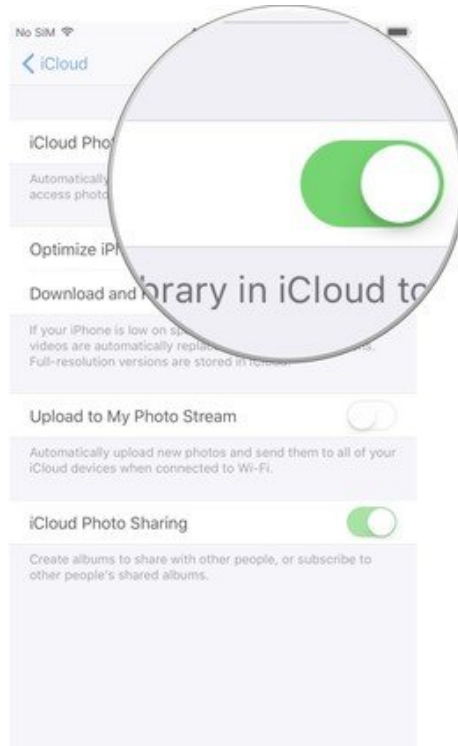 No SIM
iCloud
iCloud Pho
Automatically
access photo
Optimize iP
Download and
brary in iCloud to
If your iPhone is low on
videos are automatically
Full-resolution versions are stored in iCloud.
Upload to My Photo Stream
Automatically upload new photos and send them to all of your
iCloud devices when connected to Wi-Fi.
iCloud Photo Sharing
Create albums to share with other people, or subscribe to
other people's shared albums.